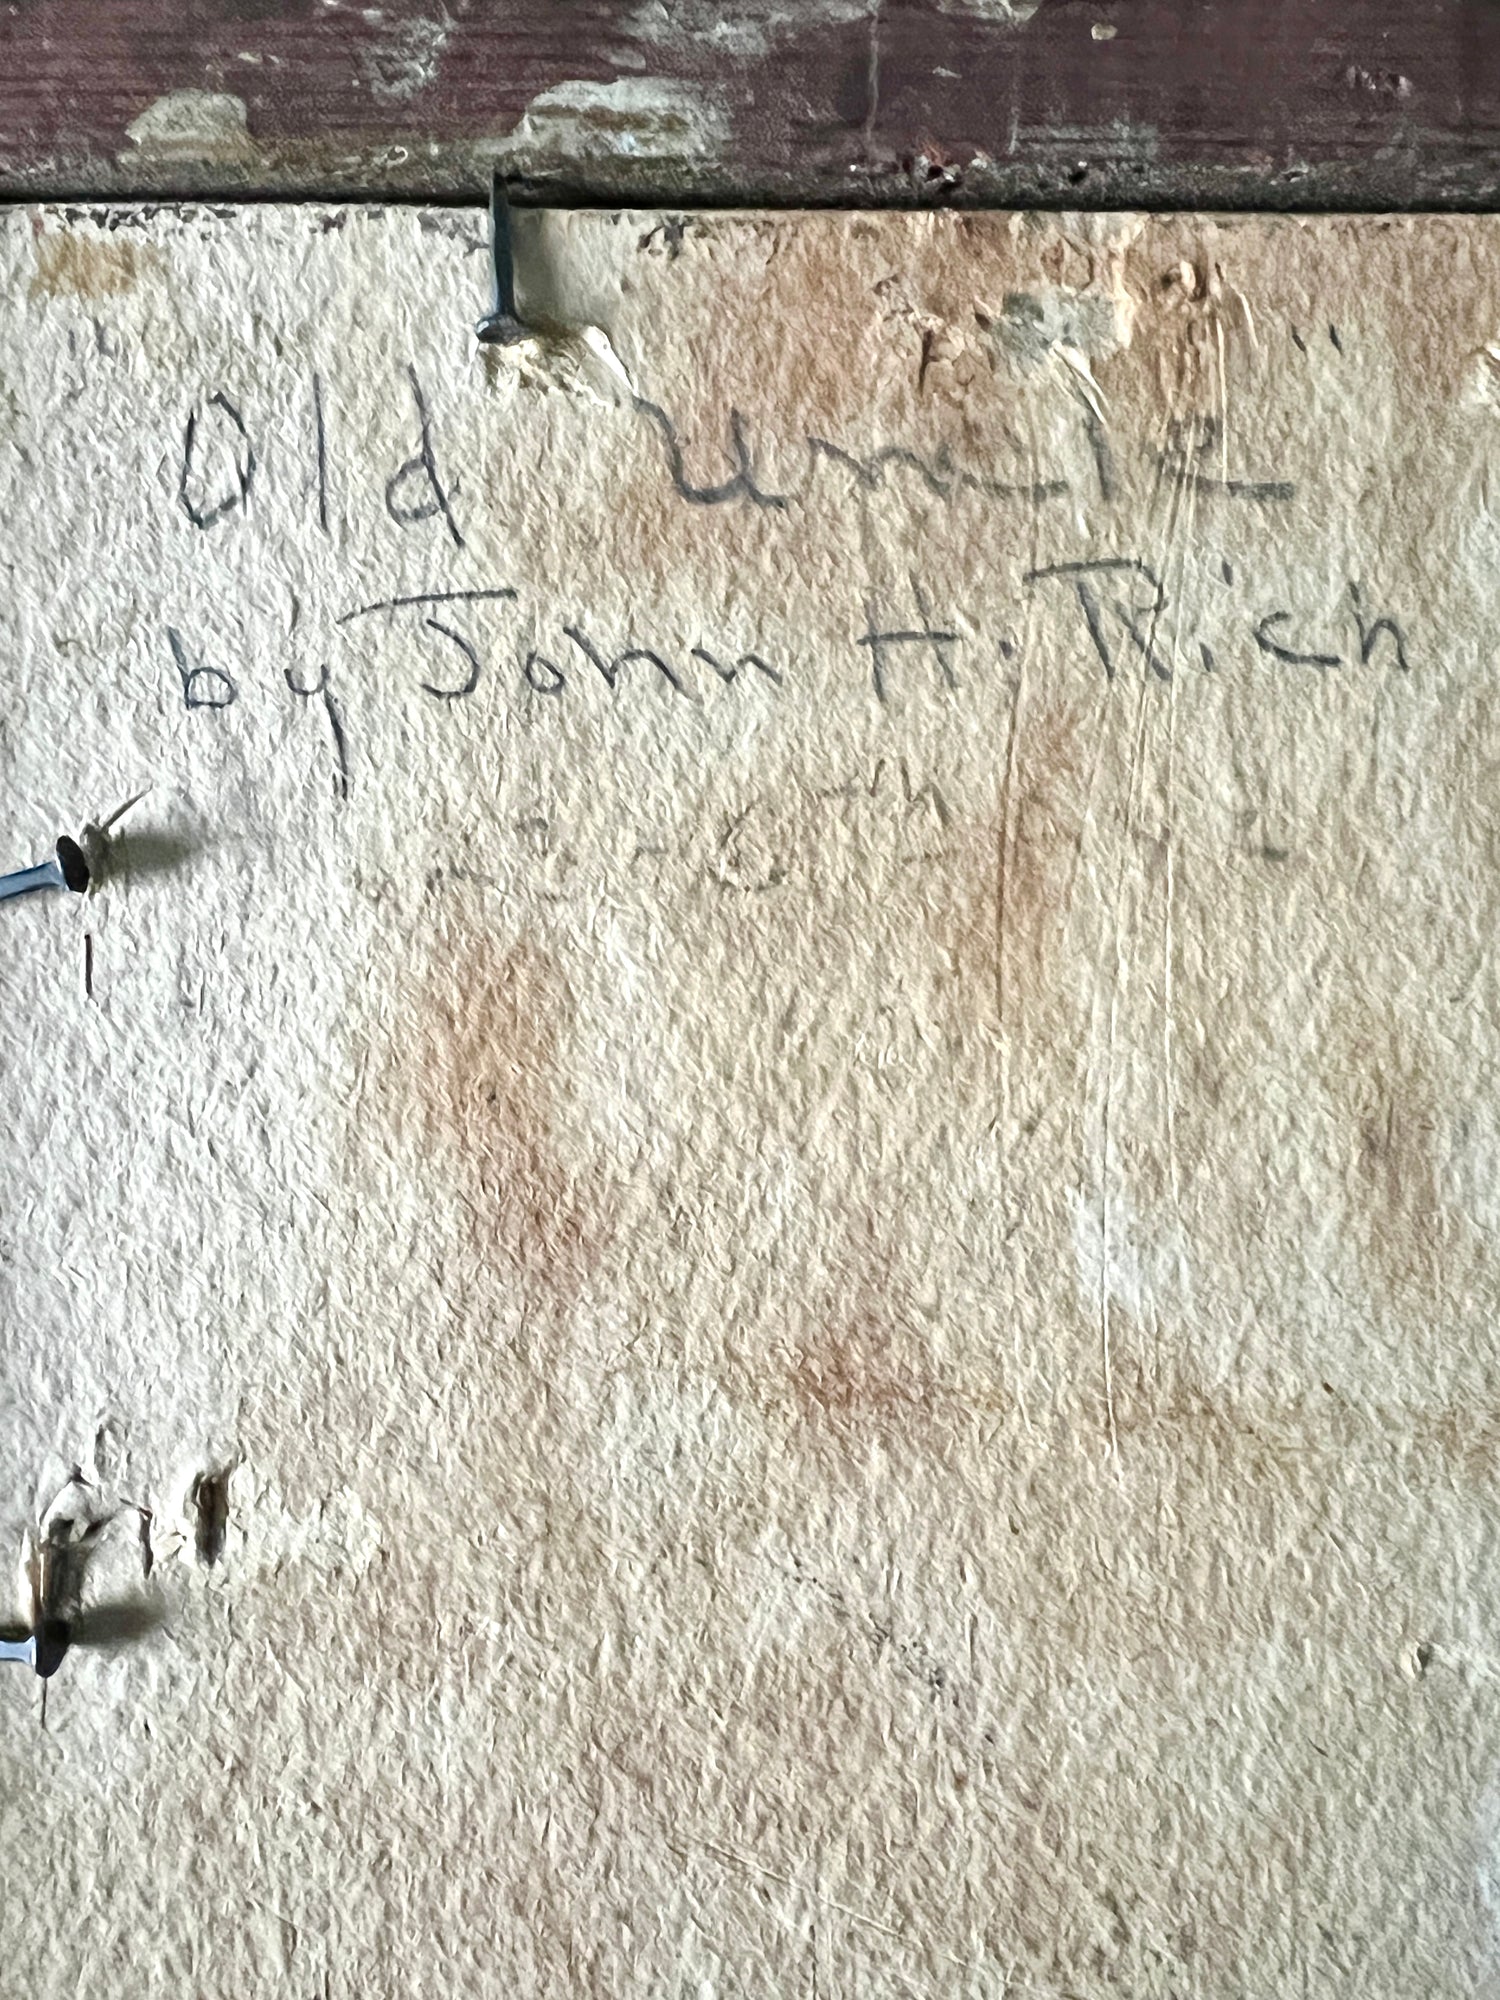 "Old Uncle"
by John H. Rich